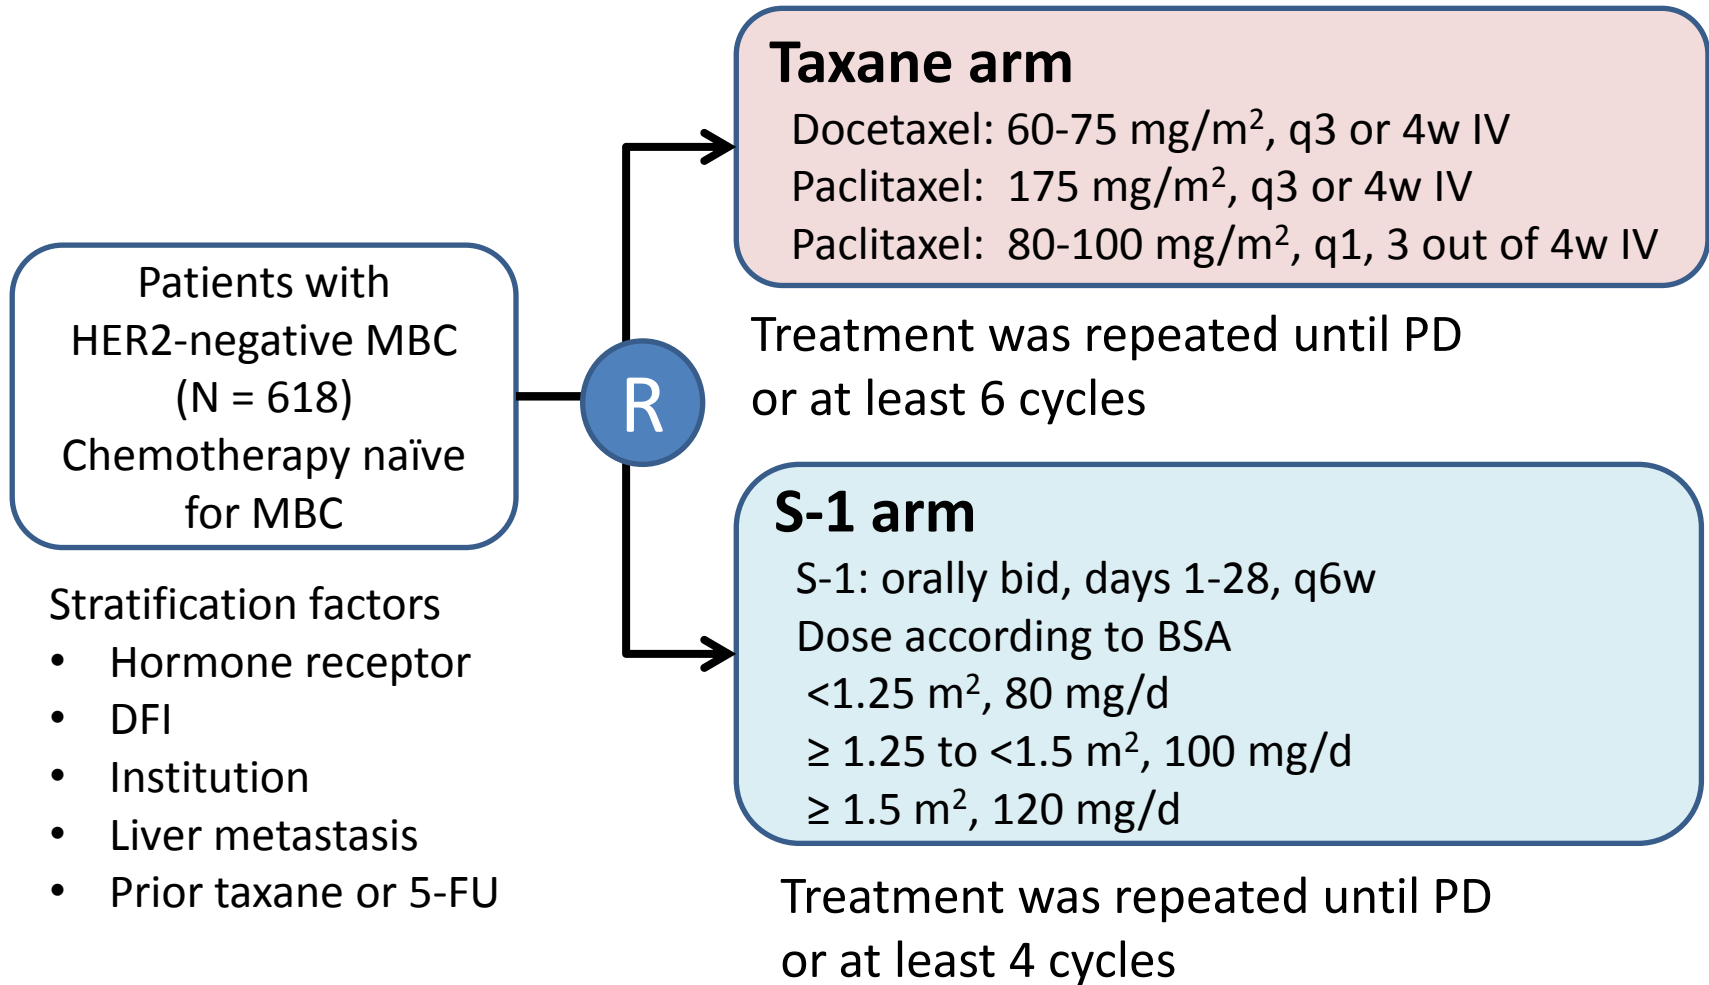 Patients with
HER2-negative MBC
(N = 618)
Chemotherapy naïve
for MBC
Stratification factors
• Hormone receptor
• DFI
• Institution
• Liver metastasis
• Prior taxane or 5-FU
R
Taxane arm
Docetaxel: 60-75 mg/m², q3 or 4w IV
Paclitaxel: 175 mg/m², q3 or 4w IV
Paclitaxel: 80-100 mg/m², q1, 3 out of 4w IV
Treatment was repeated until PD
or at least 6 cycles
S-1 arm
S-1: orally bid, days 1-28, q6w
Dose according to BSA
<1.25 m², 80 mg/d
≥ 1.25 to <1.5 m², 100 mg/d
≥ 1.5 m², 120 mg/d
Treatment was repeated until PD
or at least 4 cycles